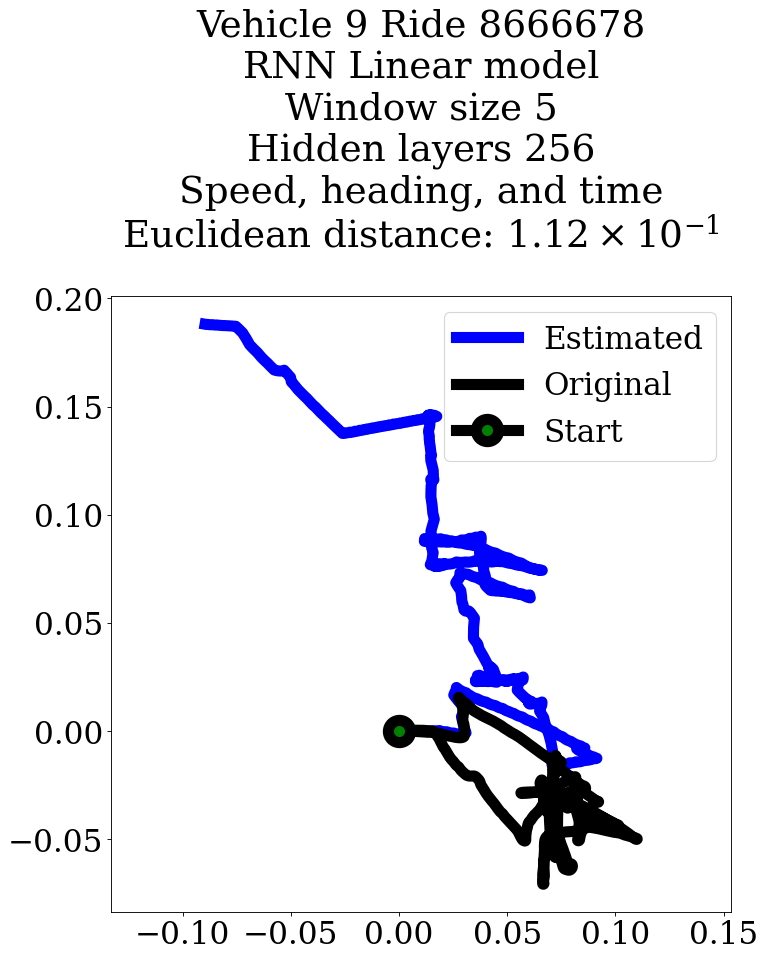 Vehicle 9 Ride 8666678
RNN Linear model
Window size 5
Hidden layers 256
Speed, heading, and time
Euclidean distance: 1.12 × 10⁻¹
0.20
0.15
0.10
0.05
0.00
−0.05
Estimated
Original
Start
−0.10 −0.05 0.00 0.05 0.10 0.15